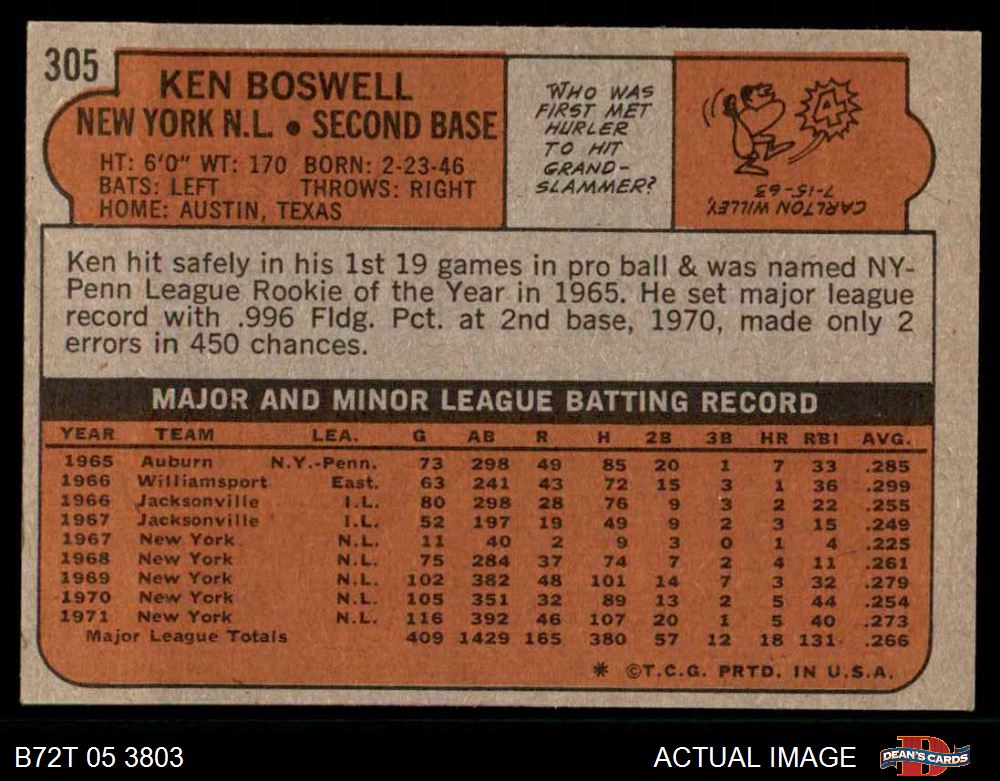 305
KEN BOSWELL
NEW YORK N.L. • SECOND BASE
HT: 6'0" WT: 170 BORN: 2-23-46
BATS: LEFT THROWS: RIGHT
HOME: AUSTIN, TEXAS
WHO WAS
FIRST MET
HURLER
TO HIT
GRAND-
SLAMMER?
4
CARLTON WILLEY,
7-15-63
Ken hit safely in his 1st 19 games in pro ball & was named NY-
Penn League Rookie of the Year in 1965. He set major league
record with .996 Fldg. Pct. at 2nd base, 1970, made only 2
errors in 450 chances.
MAJOR AND MINOR LEAGUE BATTING RECORD
YEAR TEAM LEA. G AB R H 2B 3B HR RBI AVG.
1965 Auburn N.Y.-Penn. 73 298 49 85 20 1 7 33 .285
1966 Williamsport East. 63 241 43 72 15 3 1 36 .299
1966 Jacksonville I.L. 80 298 28 76 9 3 2 22 .255
1967 Jacksonville I.L. 52 197 19 49 9 2 3 15 .249
1967 New York N.L. 11 40 2 9 3 0 1 4 .225
1968 New York N.L. 75 284 37 74 7 2 4 11 .261
1969 New York N.L. 102 362 48 101 14 7 3 32 .279
1970 New York N.L. 105 351 32 89 13 2 5 44 .254
1971 New York N.L. 116 392 46 107 20 1 5 40 .273
Major League Totals 409 1429 165 380 57 12 18 131 .266
* ©T.C.G. PRTD. IN U.S.A.
B72T 05 3803
ACTUAL IMAGE
DEAN'S CARDS